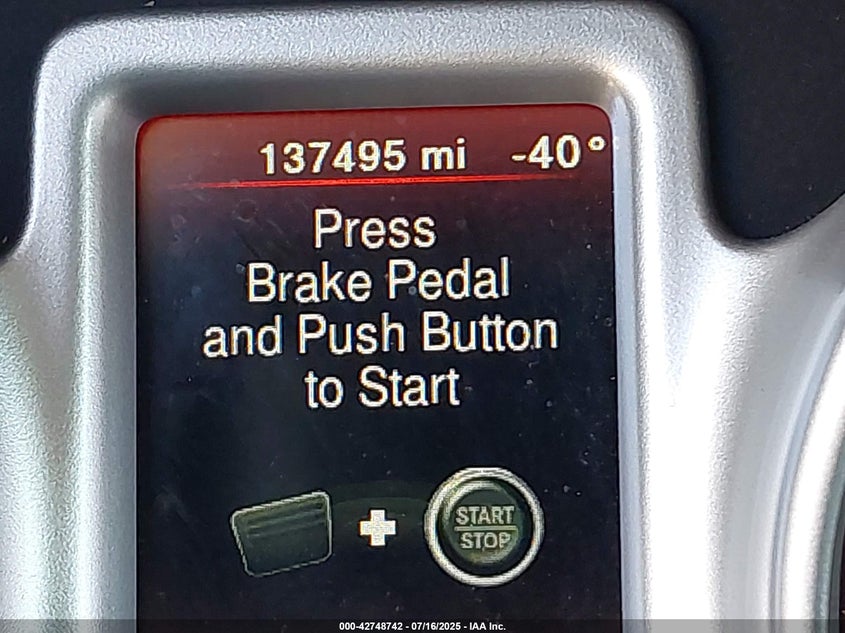 137495 mi -40°
Press
Brake Pedal
and Push Button
to Start
START
STOP
000-42748742 - 07/16/2025 - IAA Inc.